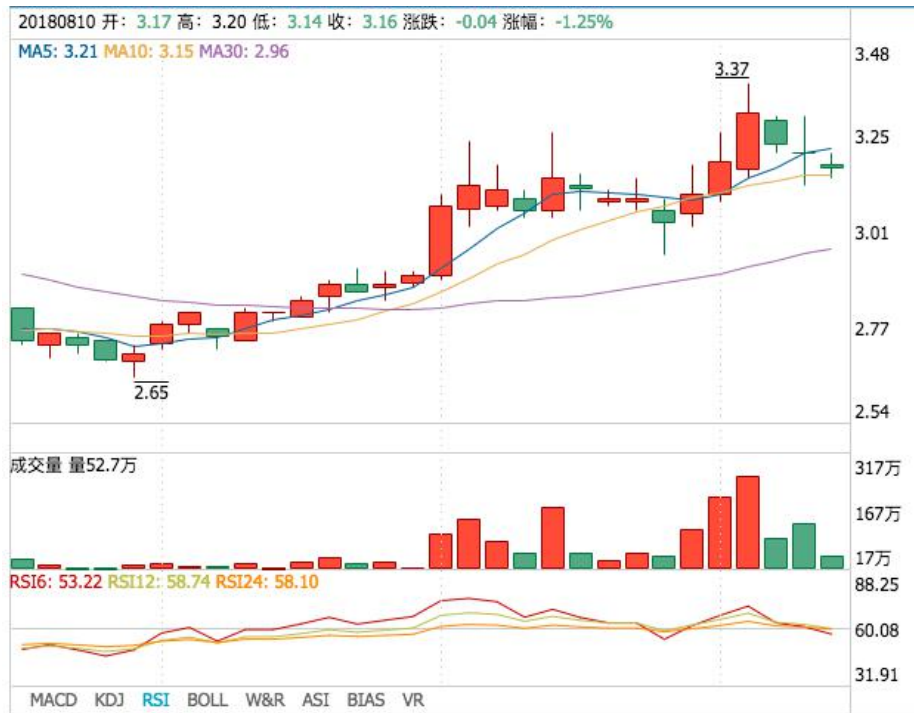 20180810 开: 3.17 高: 3.20 低: 3.14 收: 3.16 涨跌: -0.04 涨幅: -1.25%
MA5: 3.21 MA10: 3.15 MA30: 2.96
3.48
3.37
3.25
3.01
2.77
2.65
2.54
成交量 量52.7万
317万
167万
17万
RSI6: 53.22 RSI12: 58.74 RSI24: 58.10
88.25
60.08
31.91
MACD KDJ RSI BOLL W&R ASI BIAS VR